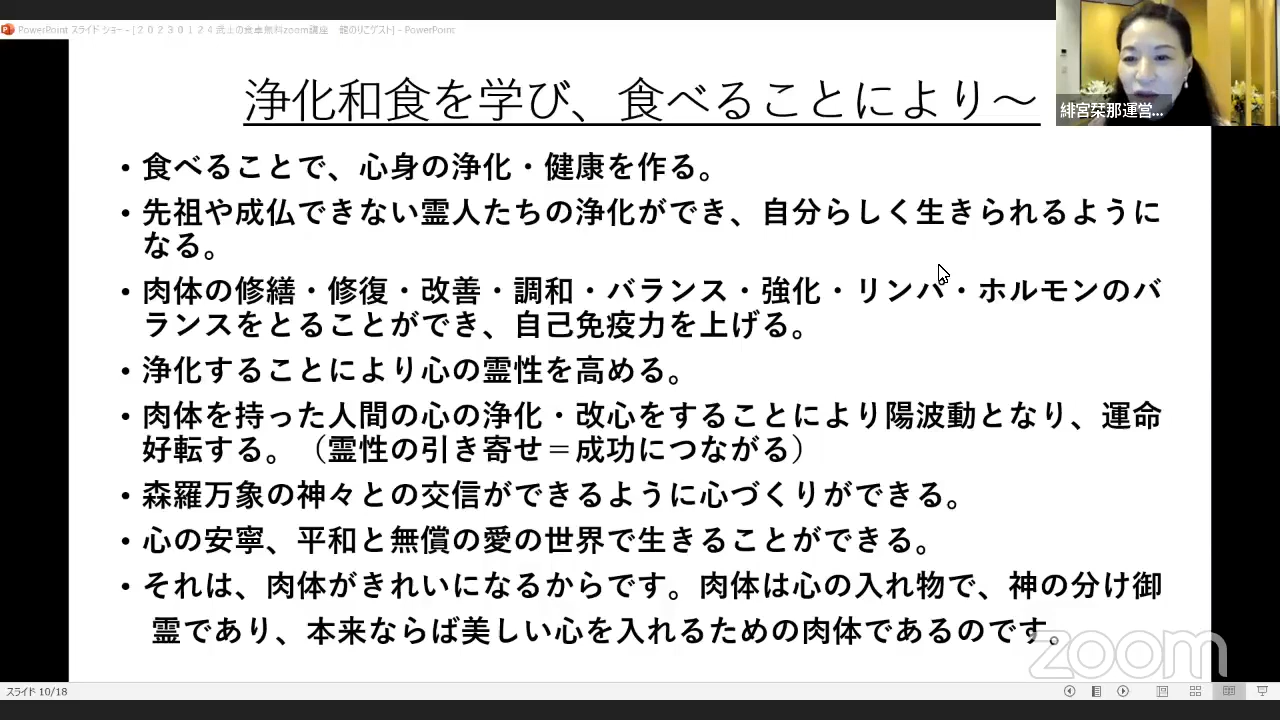 PowerPoint スライド ショー - [２０２３０１２４武士の食卓無料zoom講座　館のりこゲスト] - PowerPoint
緋宮栞那運営...
浄化和食を学び、食べることにより～
• 食べることで、心身の浄化・健康を作る。
• 先祖や成仏できない霊人たちの浄化ができ、自分らしく生きられるように
なる。
• 肉体の修繕・修復・改善・調和・バランス・強化・リンパ・ホルモンのバ
ランスをとることができ、自己免疫力を上げる。
• 浄化することにより心の霊性を高める。
• 肉体を持った人間の心の浄化・改心をすることにより陽波動となり、運命
好転する。（霊性の引き寄せ＝成功につながる）
• 森羅万象の神々との交信ができるように心づくりができる。
• 心の安寧、平和と無償の愛の世界で生きることができる。
• それは、肉体がきれいになるからです。肉体は心の入れ物で、神の分け御
霊であり、本来ならば美しい心を入れるための肉体であるのです。
zoom
スライド 10/18